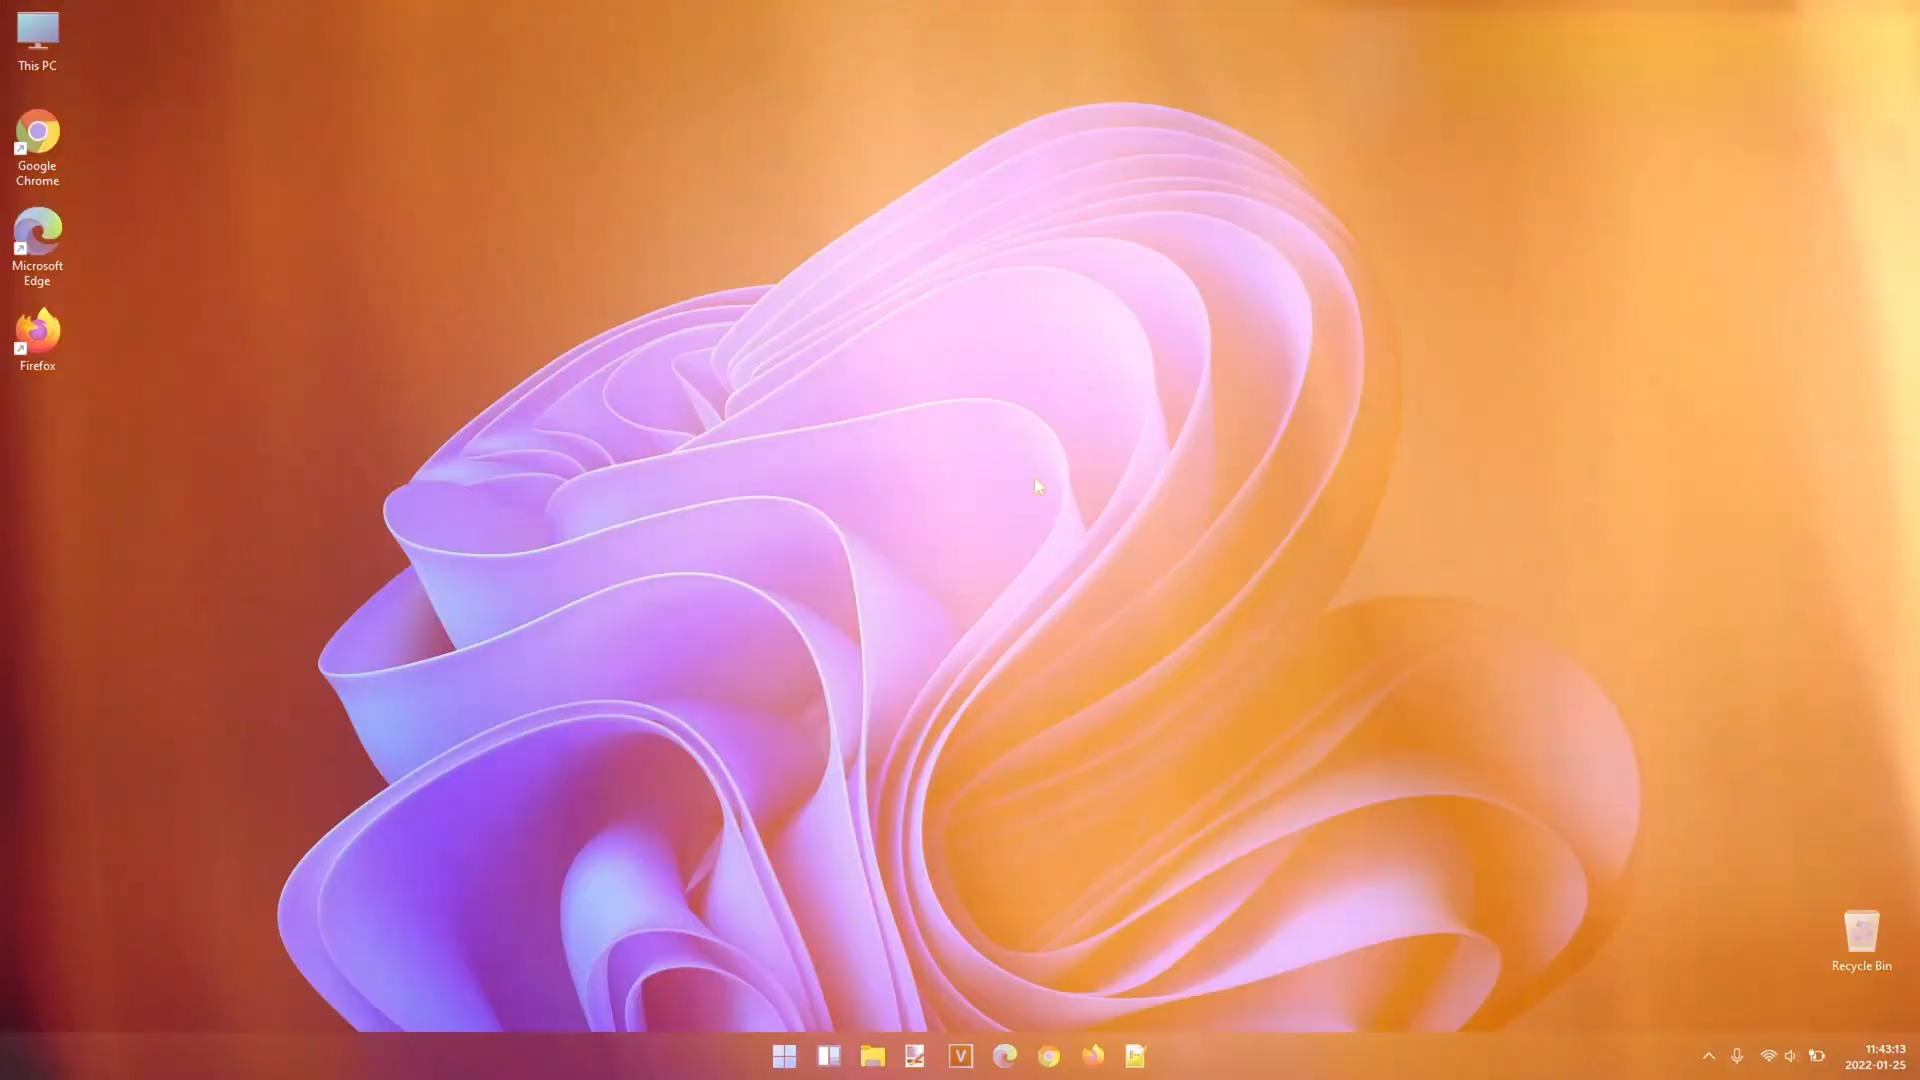 This PC
Google
Chrome
Microsoft
Edge
Firefox
Recycle Bin
V
11:43:13
2022-01-25